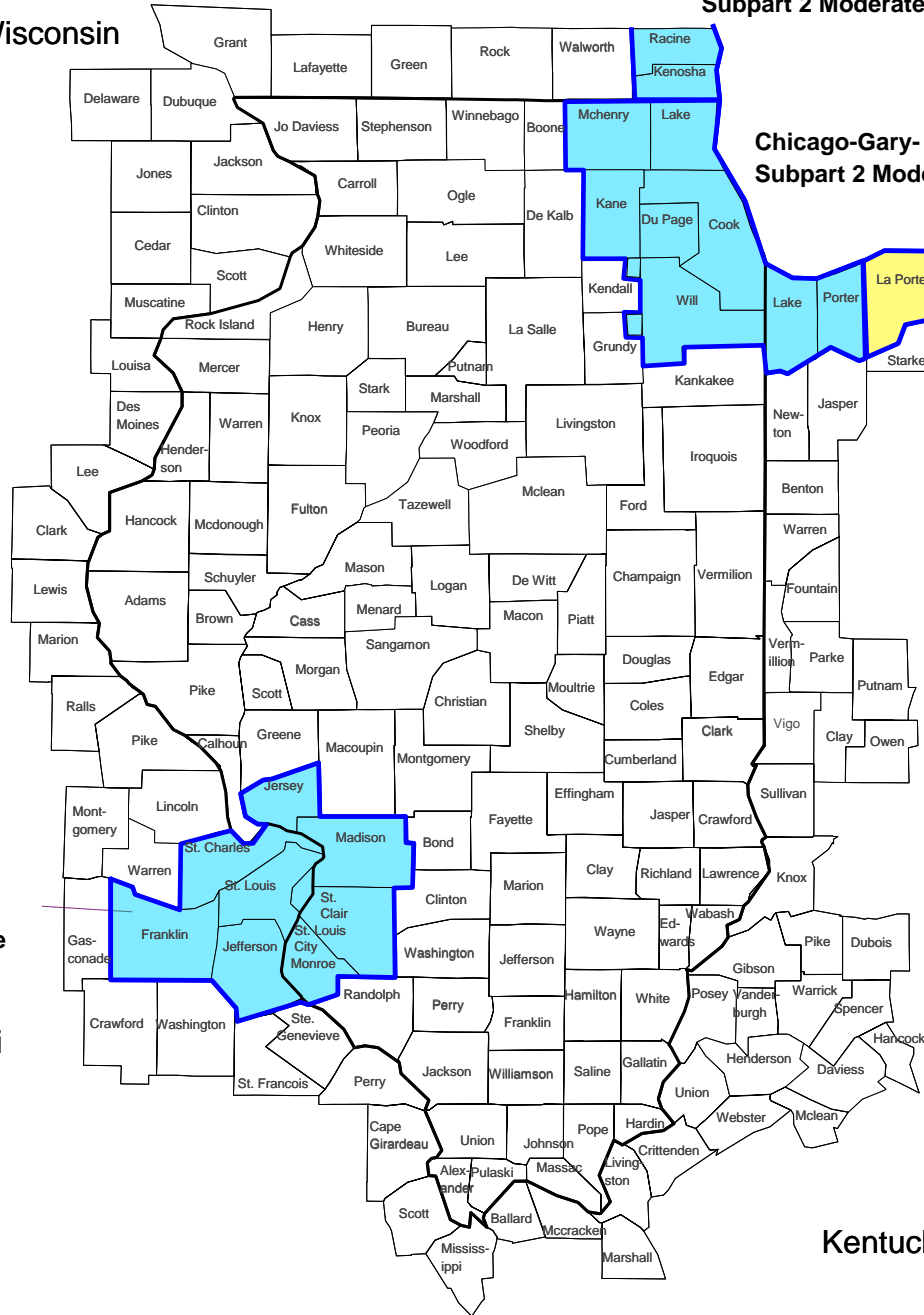 Subpart 2 Moderate
Wisconsin
Grant
Lafayette
Green
Rock
Walworth
Racine
Kenosha
Delaware
Dubuque
Jo Daviess
Stephenson
Winnebago
Boone
Mchenry
Lake
Chicago-Gary-
Subpart 2 Mode
Jones
Jackson
Carroll
Ogle
De Kalb
Kane
Du Page
Cook
Clinton
Cedar
Whiteside
Lee
Scott
Kendall
Will
Lake
Porter
La Porte
Muscatine
Rock Island
Henry
Bureau
La Salle
Grundy
Starke
Louisa
Mercer
Putnam
Stark
Marshall
Kankakee
Des
Moines
Hender-
son
Warren
Knox
Peoria
Woodford
Livingston
Iroquois
New-
ton
Jasper
Lee
Fulton
Tazewell
Mclean
Ford
Benton
Clark
Hancock
Mcdonough
Warren
Lewis
Adams
Schuyler
Mason
Logan
De Witt
Champaign
Vermilion
Fountain
Brown
Cass
Menard
Macon
Piatt
Marion
Sangamon
Morgan
Douglas
Edgar
Verm-
illion
Parke
Putnam
Ralls
Pike
Scott
Christian
Moultrie
Coles
Pike
Calhoun
Greene
Macoupin
Montgomery
Shelby
Cumberland
Clark
Vigo
Clay
Owen
Jersey
Effingham
Sullivan
Mont-
gomery
Lincoln
Madison
Bond
Fayette
Jasper
Crawford
Warren
St. Charles
St. Louis
Clinton
Marion
Clay
Richland
Lawrence
Knox
St.
Clair
St. Louis
City
Monroe
Franklin
Jefferson
e
Gas-
conade
Washington
Jefferson
Wayne
Ed-
wards
Wabash
Gibson
Pike
Dubois
Crawford
Washington
Ste.
Genevieve
Randolph
Perry
Franklin
Hamilton
White
Posey
Vander-
burgh
Warrick
Spencer
Hancock
i
St. Francois
Perry
Jackson
Williamson
Saline
Gallatin
Union
Henderson
Daviess
Webster
Mclean
Cape
Girardeau
Union
Johnson
Pope
Hardin
Crittenden
Living-
ston
Alex-
ander
Pulaski
Massac
Scott
Ballard
Mccracken
Mississ-
ippi
Marshall
Kentuc